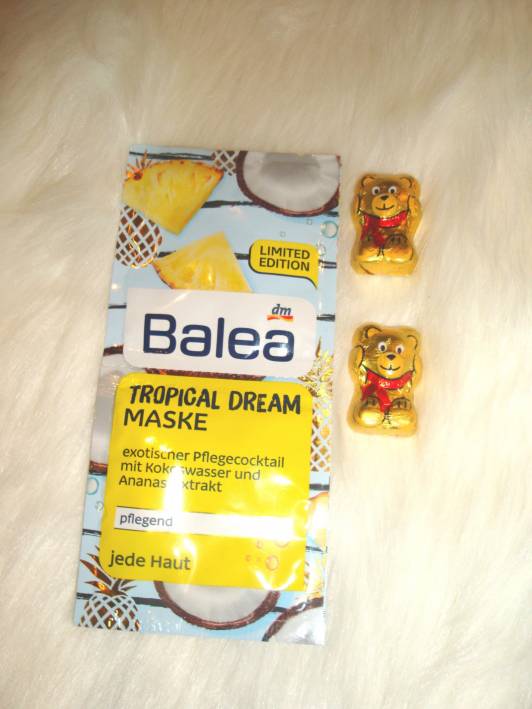 LIMITED
EDITION
dm
Balea
TROPICAL DREAM
MASKE
exotischer Pflegecocktail
mit Kokoswasser und
Ananasextrakt
pflegend
jede Haut